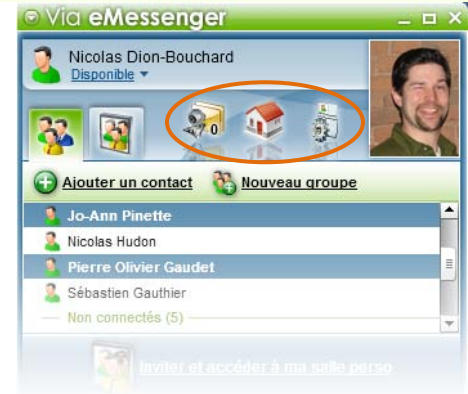 Via eMessenger
Nicolas Dion-Bouchard
Disponible
0
Ajouter un contact Nouveau groupe
Jo-Ann Pinette
Nicolas Hudon
Pierre Olivier Gaudet
Sébastien Gauthier
Non connectés (5)
Inviter et accéder à ma salle perso